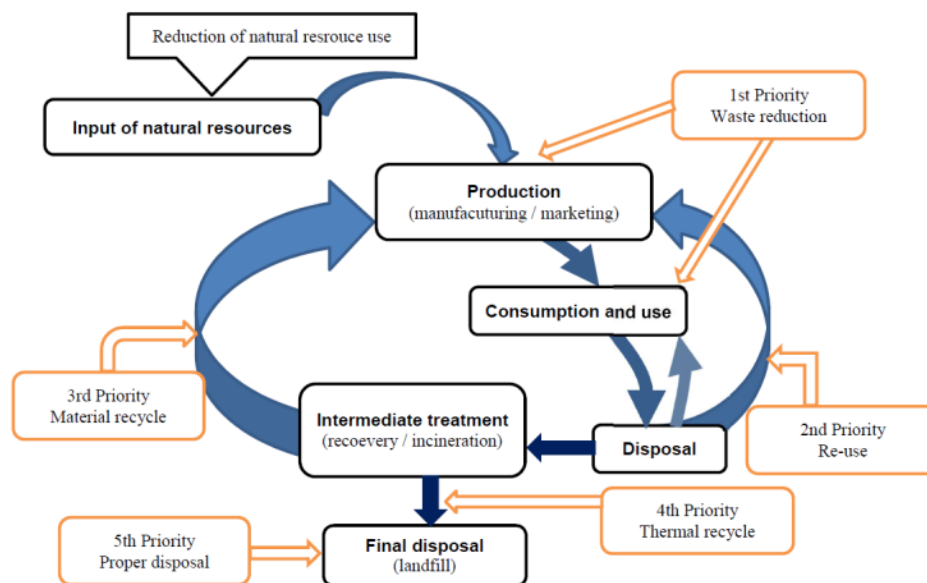 Reduction of natural resrouce use
Input of natural resources
1st Priority
Waste reduction
Production
(manufacuturing / marketing)
Consumption and use
3rd Priority
Material recycle
Intermediate treatment
(recoevery / incineration)
Disposal
2nd Priority
Re-use
4th Priority
Thermal recycle
5th Priority
Proper disposal
Final disposal
(landfill)